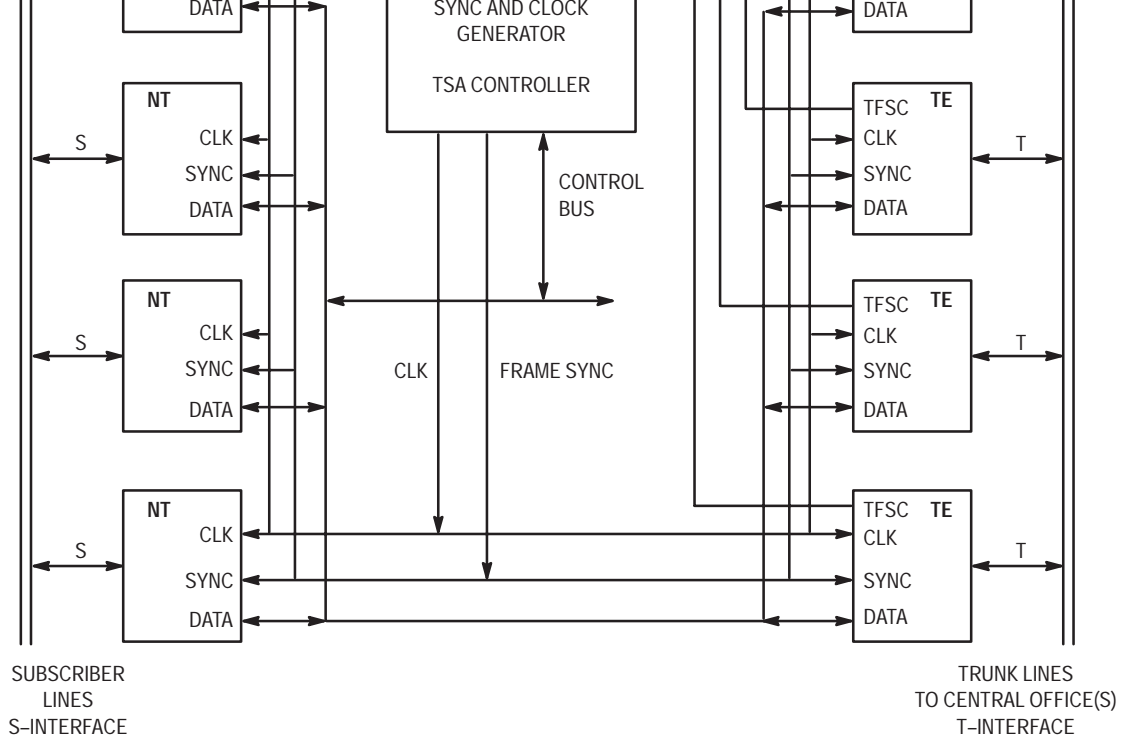 DATA
SYNC AND CLOCK
GENERATOR
TSA CONTROLLER
DATA
NT
CLK
SYNC
DATA
S
CONTROL
BUS
TFSC TE
CLK
SYNC
DATA
T
NT
CLK
SYNC
DATA
S
CLK
FRAME SYNC
TFSC TE
CLK
SYNC
DATA
T
NT
CLK
SYNC
DATA
S
TFSC TE
CLK
SYNC
DATA
T
SUBSCRIBER
LINES
S–INTERFACE
TRUNK LINES
TO CENTRAL OFFICE(S)
T–INTERFACE